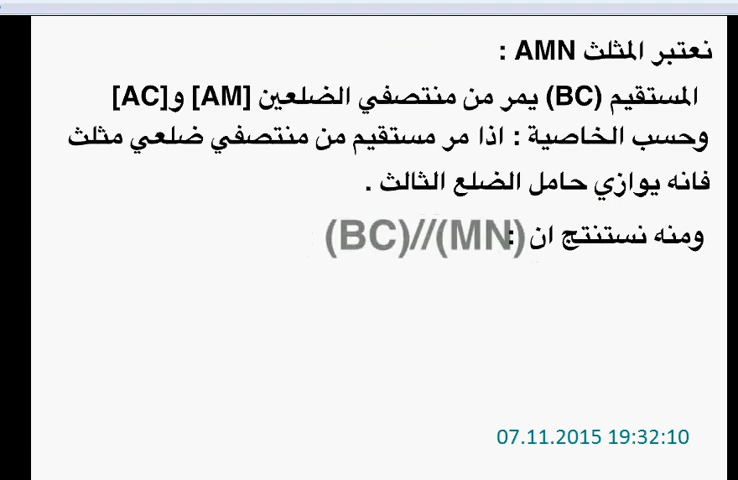 نعتبر المثلث AMN :
المستقيم (BC) يمر من منتصفي الضلعين [AM] و[AC]
وحسب الخاصية : اذا مر مستقيم من منتصفي ضلعي مثلث
فانه يوازي حامل الضلع الثالث .
ومنه نستنتج ان : (BC)//(MN)
07.11.2015 19:32:10